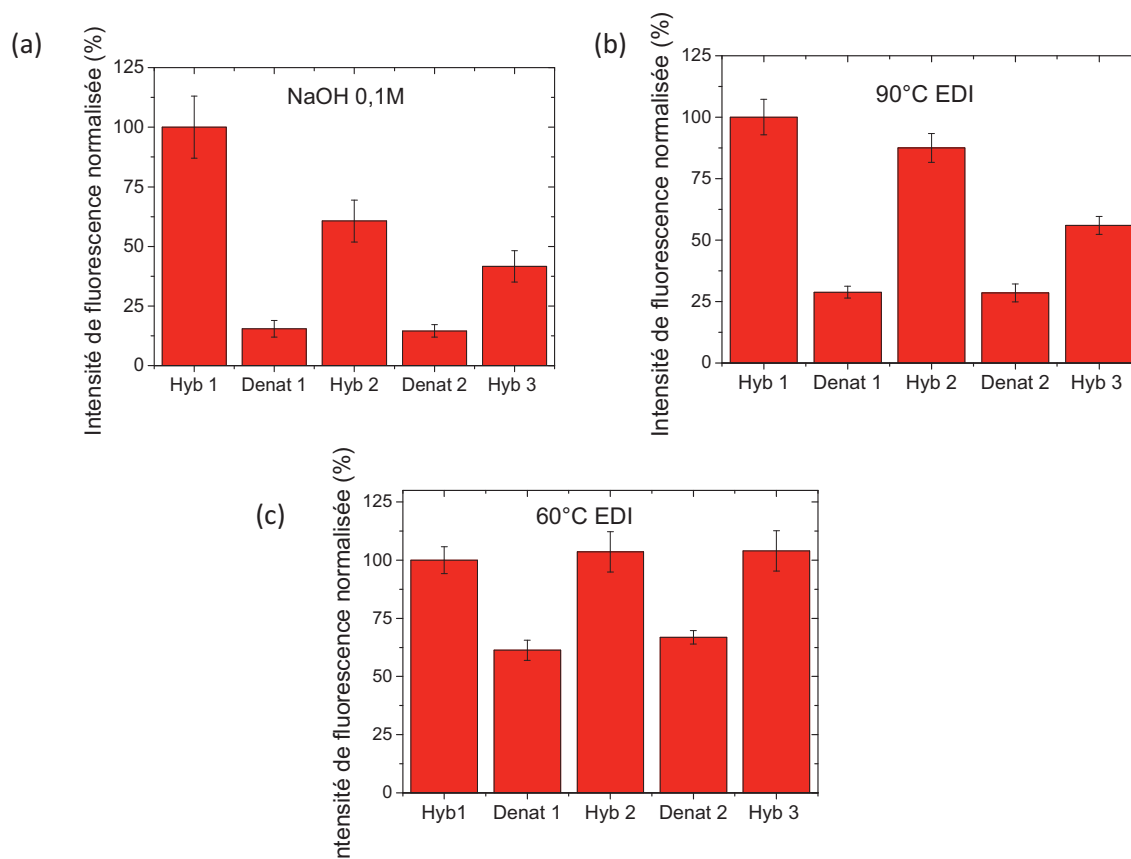 (a)
Intensité de fluorescence normalisée (%)
NaOH 0,1M
125
100
75
50
25
0
Hyb 1 Denat 1 Hyb 2 Denat 2 Hyb 3
(b)
Intensité de fluorescence normalisée (%)
90°C EDI
125
100
75
50
25
0
Hyb 1 Denat 1 Hyb 2 Denat 2 Hyb 3
(c)
ntensité de fluorescence normalisée (%)
60°C EDI
125
100
75
50
25
0
Hyb1 Denat 1 Hyb 2 Denat 2 Hyb 3